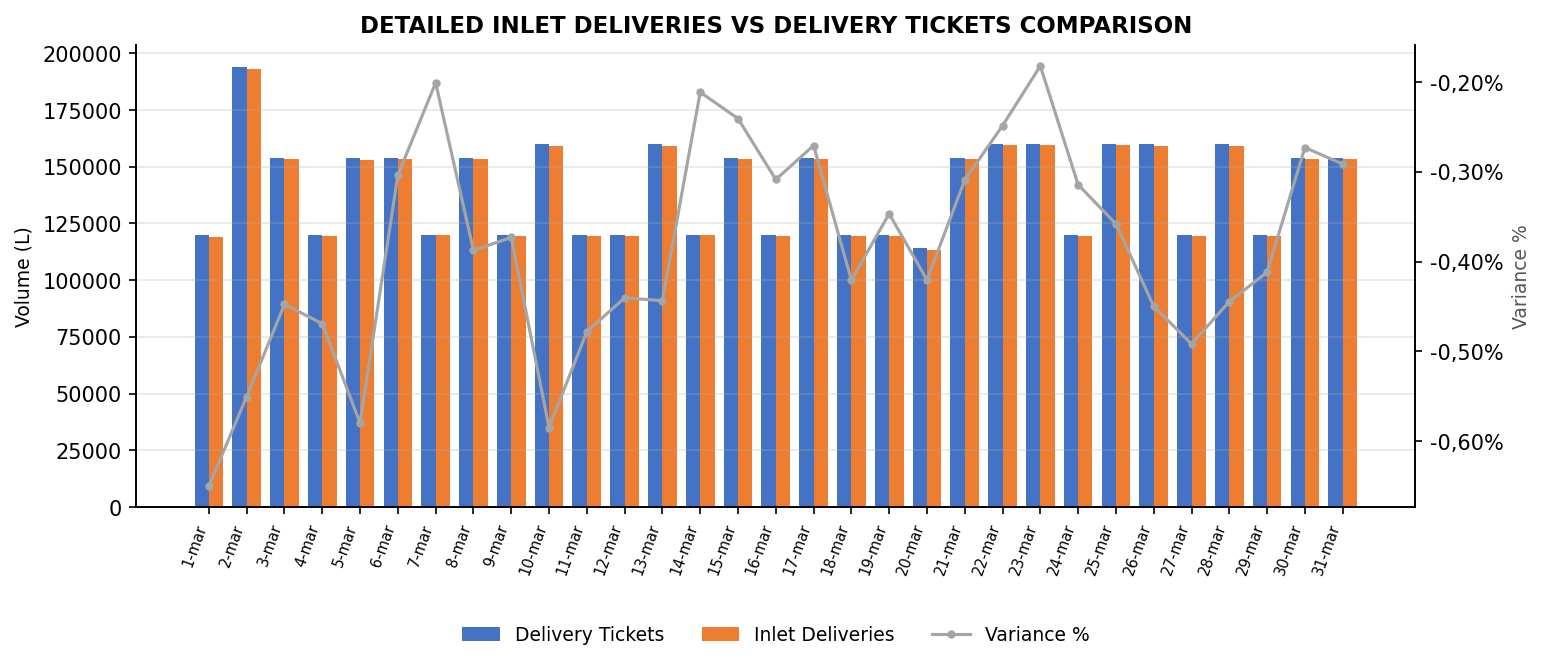 DETAILED INLET DELIVERIES VS DELIVERY TICKETS COMPARISON
Volume (L)
200000
175000
150000
125000
100000
75000
50000
25000
0
-0,20%
-0,30%
-0,40%
-0,50%
-0,60%
Variance %
1-mar 2-mar 3-mar 4-mar 5-mar 6-mar 7-mar 8-mar 9-mar 10-mar 11-mar 12-mar 13-mar 14-mar 15-mar 16-mar 17-mar 18-mar 19-mar 20-mar 21-mar 22-mar 23-mar 24-mar 25-mar 26-mar 27-mar 28-mar 29-mar 30-mar 31-mar
Delivery Tickets Inlet Deliveries Variance %